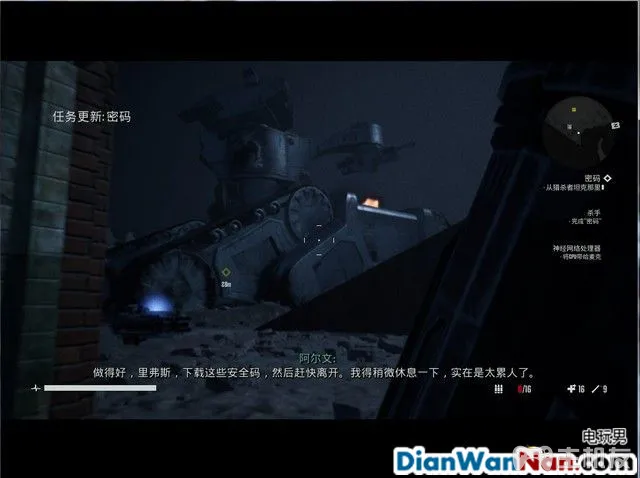 任务更新:密码
密码
·从猎杀者坦克那里
杀手
·完成"密码"
神经网络处理器
·将CPU带给麦克
28m
阿尔文:
做得好，里弗斯，下载这些安全码，然后赶快离开。我得稍微休息一下，实在是太累人了。
0/16
16
9
电玩男
DianWanNan.com